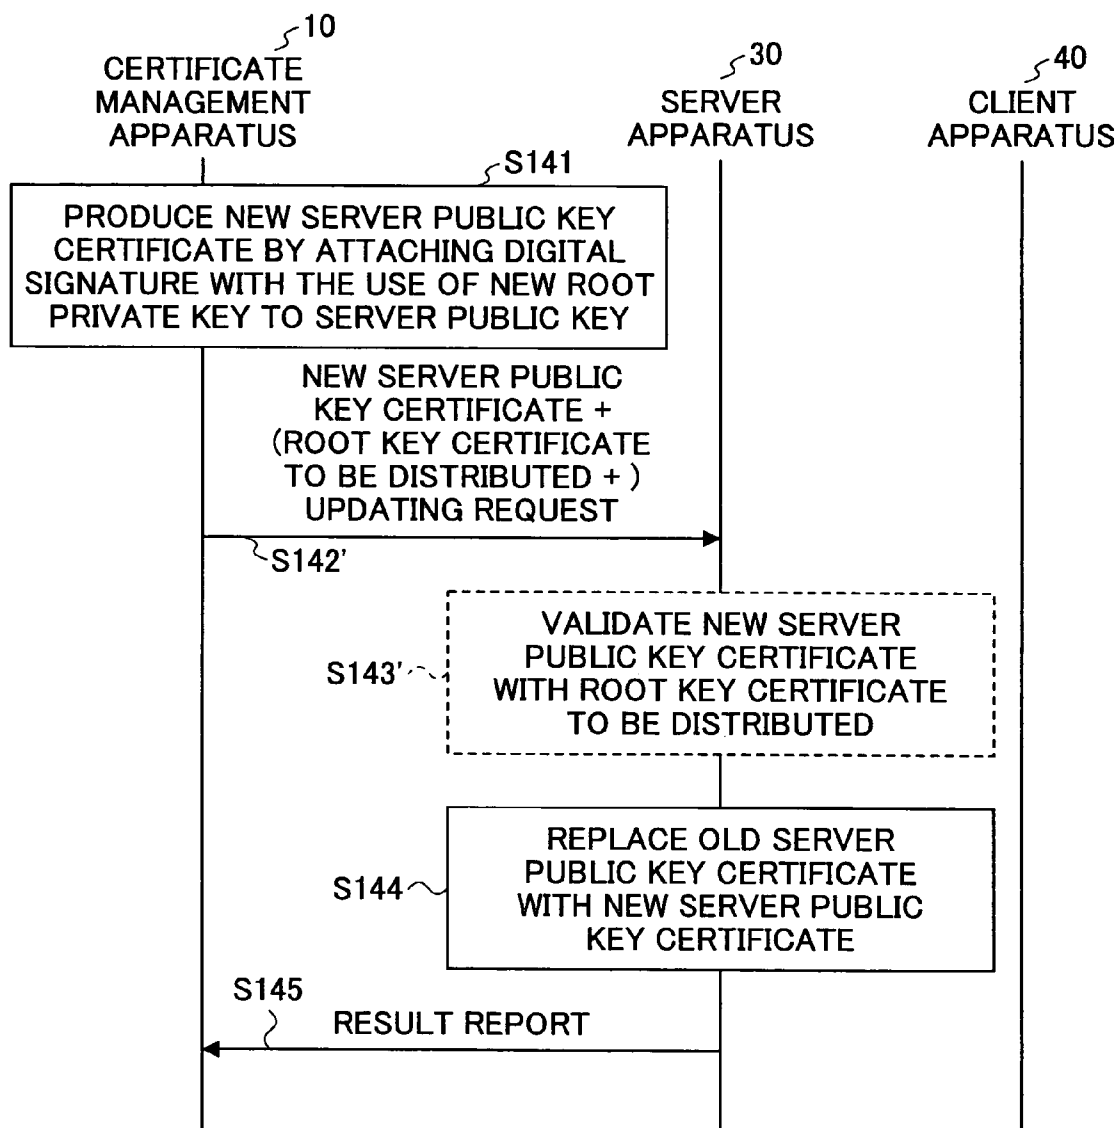 10
CERTIFICATE
MANAGEMENT
APPARATUS
30
SERVER
APPARATUS
40
CLIENT
APPARATUS
S141
PRODUCE NEW SERVER PUBLIC KEY
CERTIFICATE BY ATTACHING DIGITAL
SIGNATURE WITH THE USE OF NEW ROOT
PRIVATE KEY TO SERVER PUBLIC KEY
NEW SERVER PUBLIC
KEY CERTIFICATE +
(ROOT KEY CERTIFICATE
TO BE DISTRIBUTED + )
UPDATING REQUEST
S142'
VALIDATE NEW SERVER
PUBLIC KEY CERTIFICATE
WITH ROOT KEY CERTIFICATE
TO BE DISTRIBUTED
S143'
REPLACE OLD SERVER
PUBLIC KEY CERTIFICATE
WITH NEW SERVER PUBLIC
KEY CERTIFICATE
S144
S145
RESULT REPORT